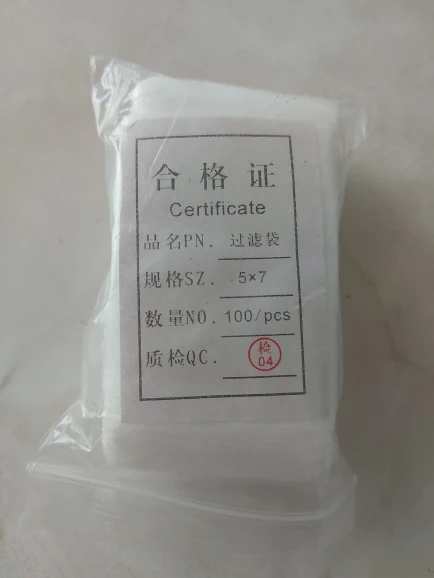 合格证
Certificate
品名PN. 过滤袋
规格SZ. 5×7
数量NO. 100/pcs
质检QC. 检
04